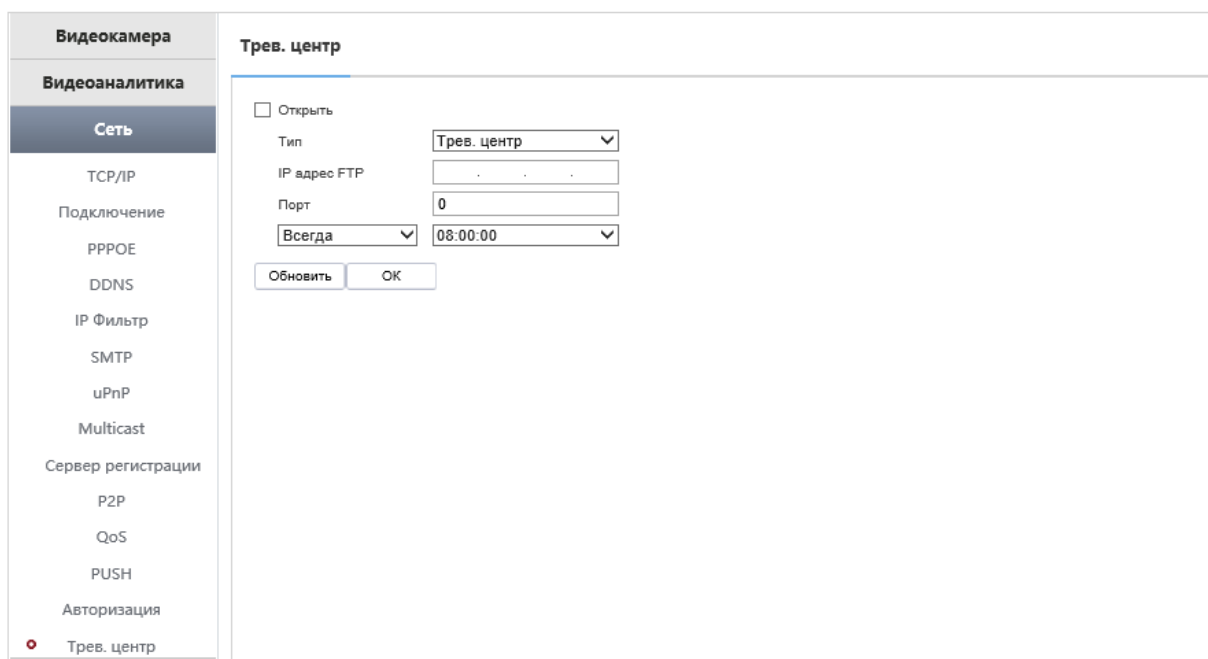 Видеокамера
Видеоаналитика
Сеть
TCP/IP
Подключение
PPPOE
DDNS
IP Фильтр
SMTP
uPnP
Multicast
Сервер регистрации
P2P
QoS
PUSH
Авторизация
Трев. центр
Трев. центр
Открыть
Тип Трев. центр
IP адрес FTP . . .
Порт 0
Всегда 08:00:00
Обновить OK